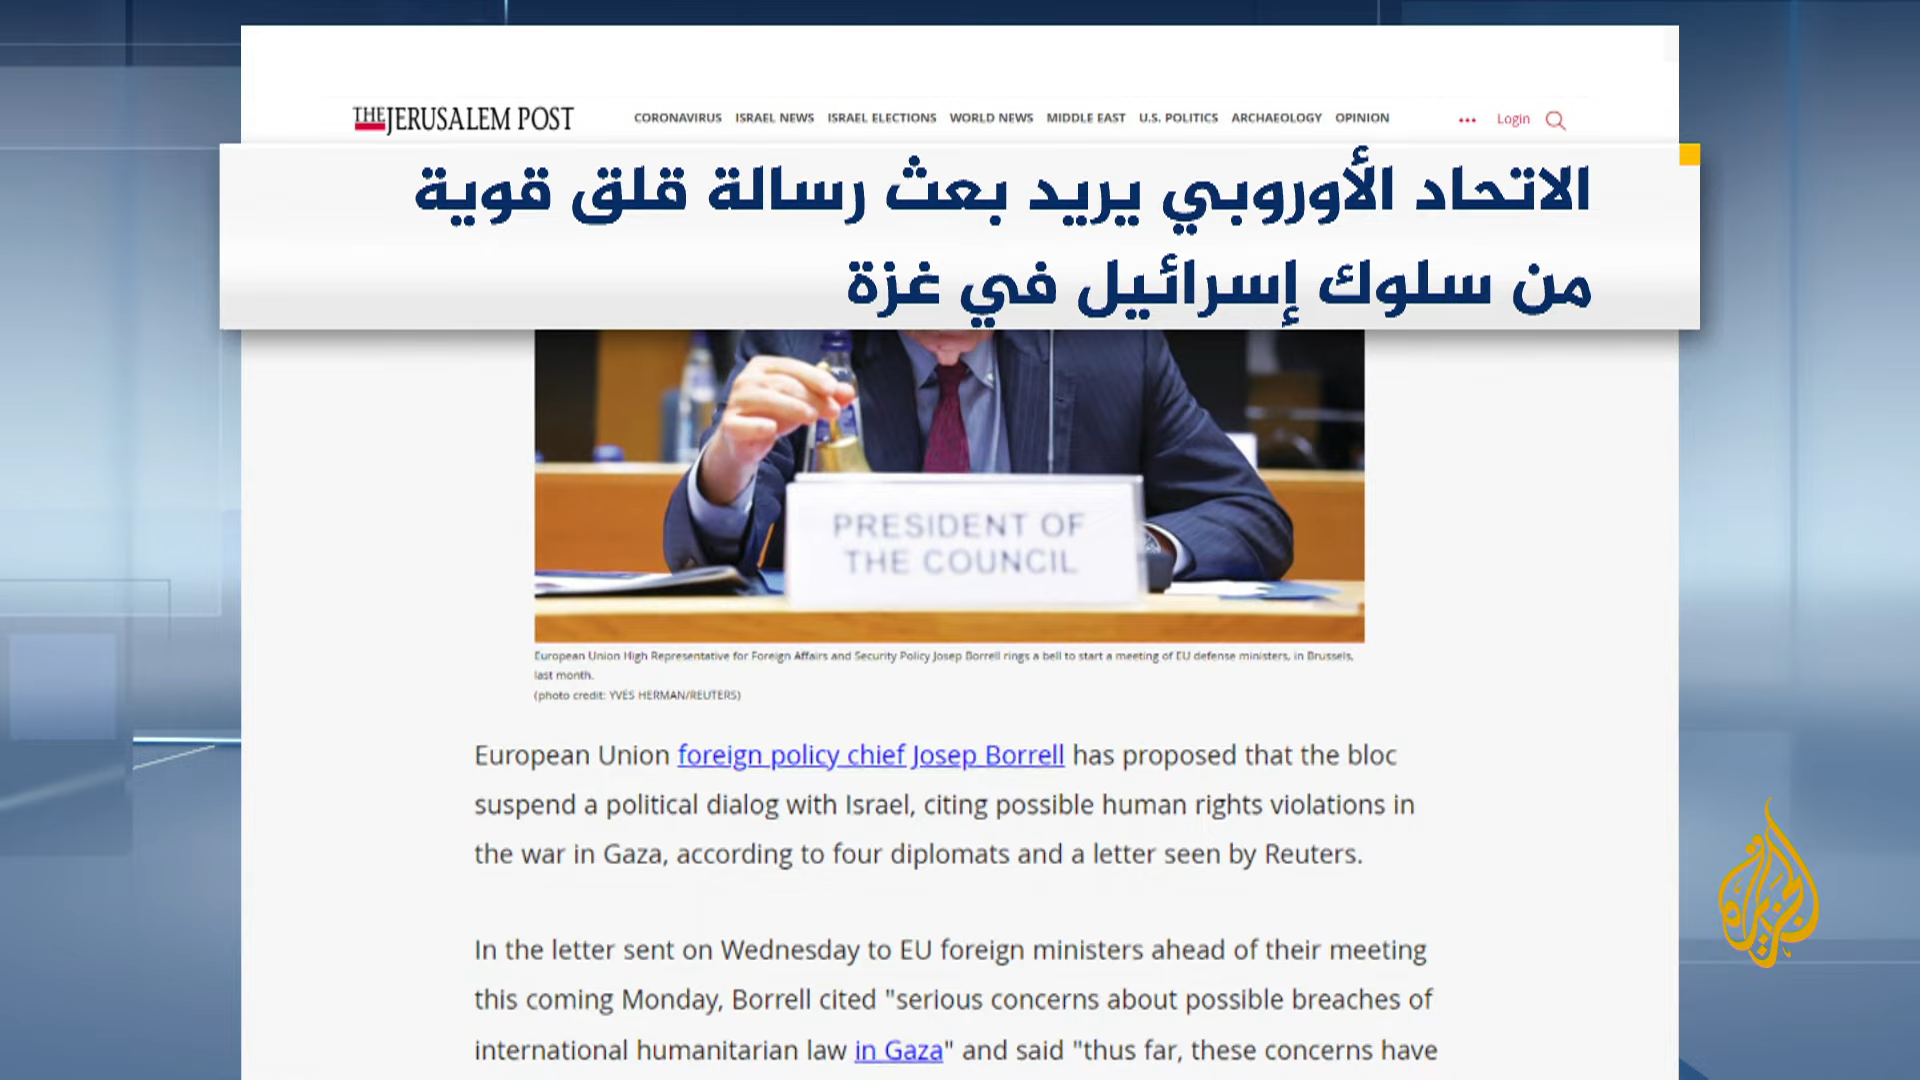 THE JERUSALEM POST
CORONAVIRUS ISRAEL NEWS ISRAEL ELECTIONS WORLD NEWS MIDDLE EAST U.S. POLITICS ARCHAEOLOGY OPINION ... Login
الاتحاد الأوروبي يريد بعث رسالة قلق قوية
من سلوك إسرائيل في غزة
PRESIDENT OF
THE COUNCIL
European Union High Representative for Foreign Affairs and Security Policy Josep Borrell rings a bell to start a meeting of EU defense ministers, in Brussels,
last month.
(photo credit: YVES HERMAN/REUTERS)
European Union foreign policy chief Josep Borrell has proposed that the bloc
suspend a political dialog with Israel, citing possible human rights violations in
the war in Gaza, according to four diplomats and a letter seen by Reuters.
In the letter sent on Wednesday to EU foreign ministers ahead of their meeting
this coming Monday, Borrell cited "serious concerns about possible breaches of
international humanitarian law in Gaza" and said "thus far, these concerns have
الجزيرة